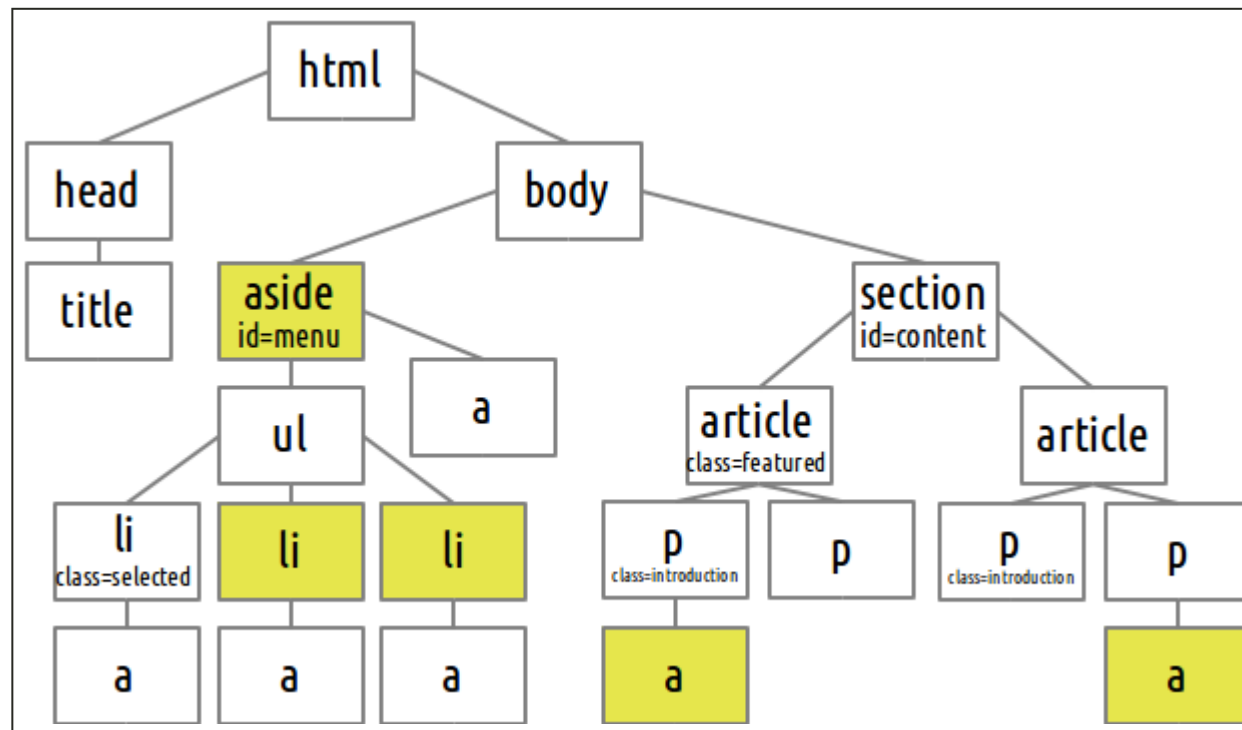 html
head
body
title
aside
id=menu
section
id=content
a
ul
article
class=featured
article
li
class=selected
li
li
p
class=introduction
p
p
class=introduction
p
a
a
a
a
a